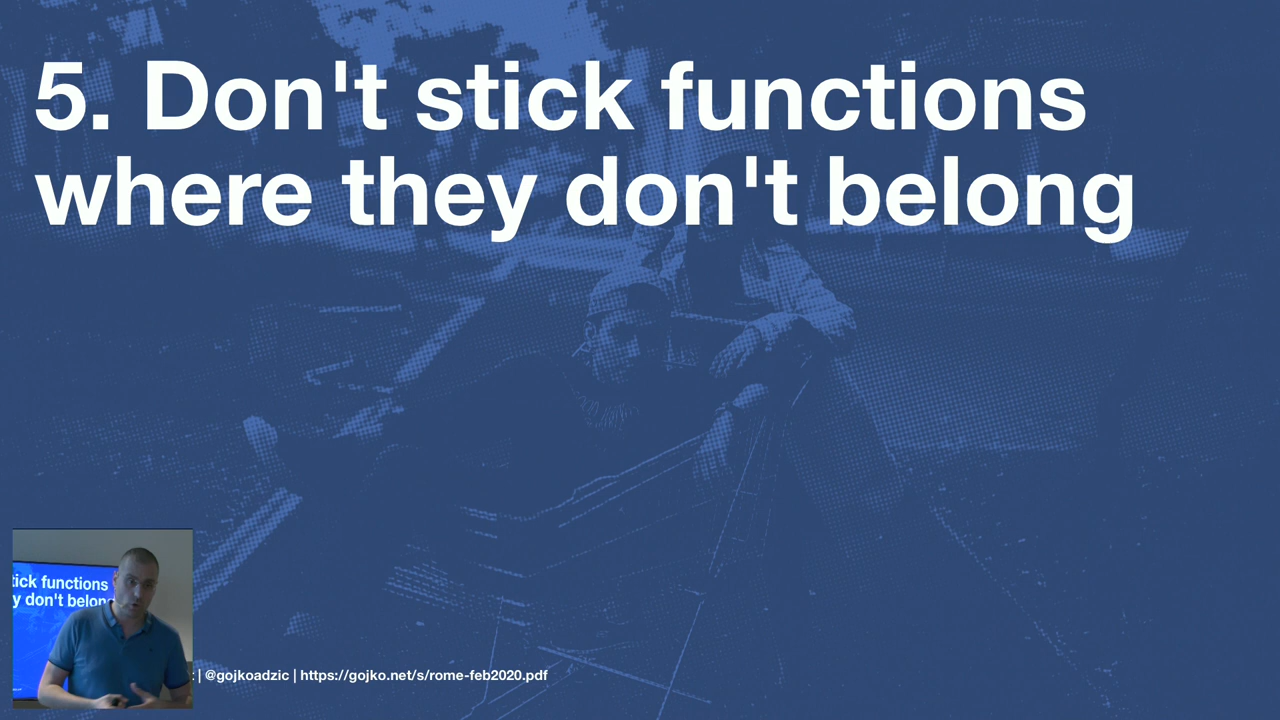 5. Don't stick functions
where they don't belong
tick functions
y don't belong
| @gojkoadzic | https://gojko.net/s/rome-feb2020.pdf